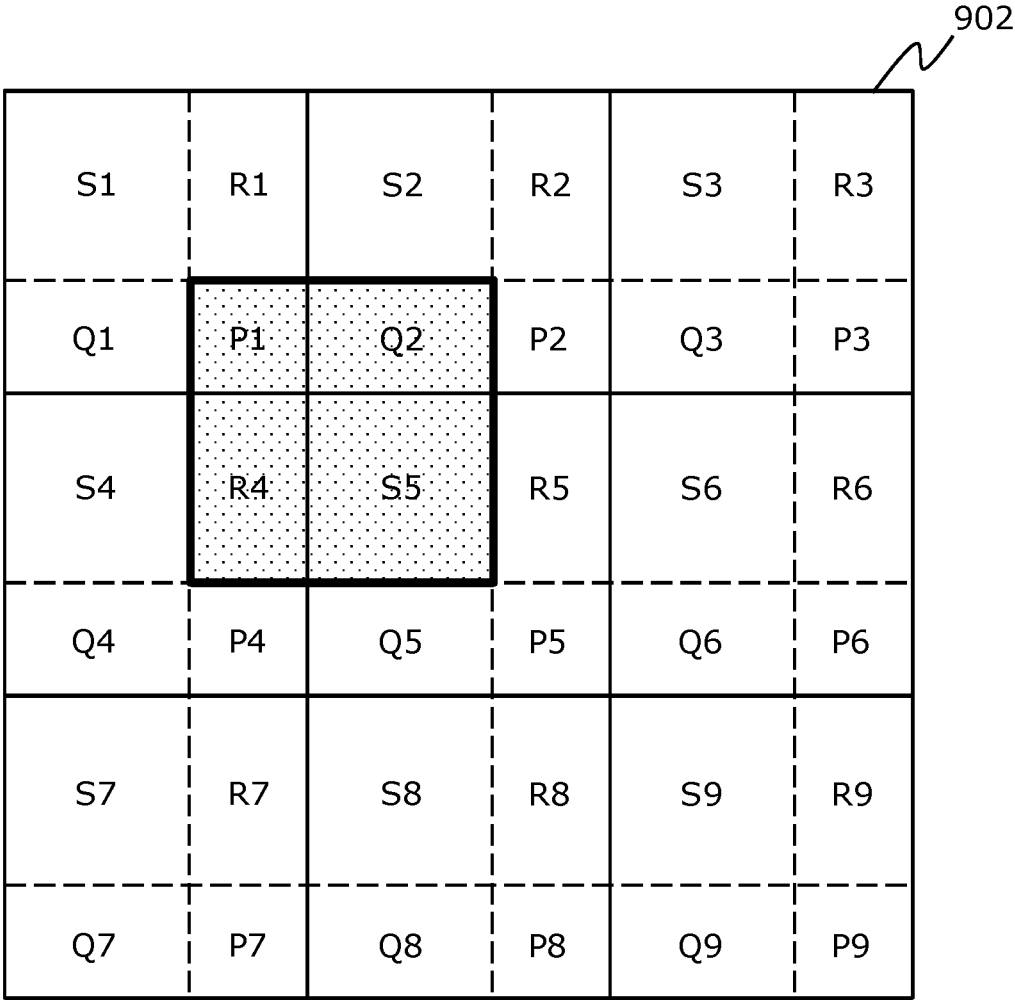 902
S1 R1 S2 R2 S3 R3
Q1 P1 Q2 P2 Q3 P3
S4 R4 S5 R5 S6 R6
Q4 P4 Q5 P5 Q6 P6
S7 R7 S8 R8 S9 R9
Q7 P7 Q8 P8 Q9 P9